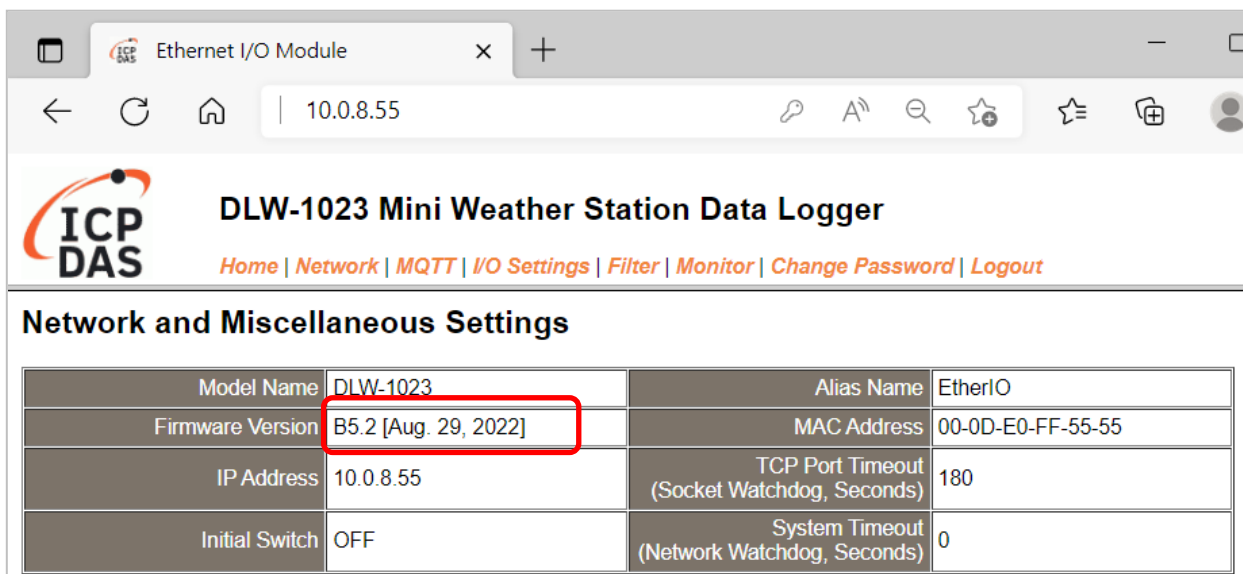 Ethernet I/O Module
10.0.8.55
ICP
DAS
DLW-1023 Mini Weather Station Data Logger
Home | Network | MQTT | I/O Settings | Filter | Monitor | Change Password | Logout
Network and Miscellaneous Settings
Model Name DLW-1023 Alias Name EtherIO
Firmware Version B5.2 [Aug. 29, 2022] MAC Address 00-0D-E0-FF-55-55
IP Address 10.0.8.55 TCP Port Timeout
(Socket Watchdog, Seconds) 180
Initial Switch OFF System Timeout
(Network Watchdog, Seconds) 0